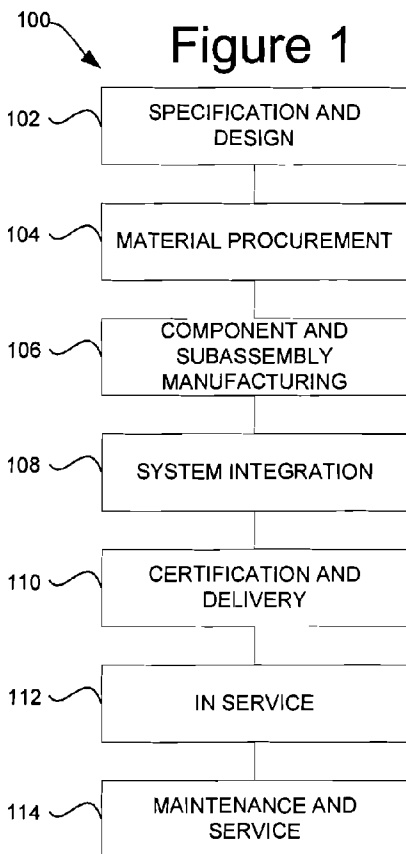 100
Figure 1
102
SPECIFICATION AND
DESIGN
104
MATERIAL PROCUREMENT
106
COMPONENT AND
SUBASSEMBLY
MANUFACTURING
108
SYSTEM INTEGRATION
110
CERTIFICATION AND
DELIVERY
112
IN SERVICE
114
MAINTENANCE AND
SERVICE